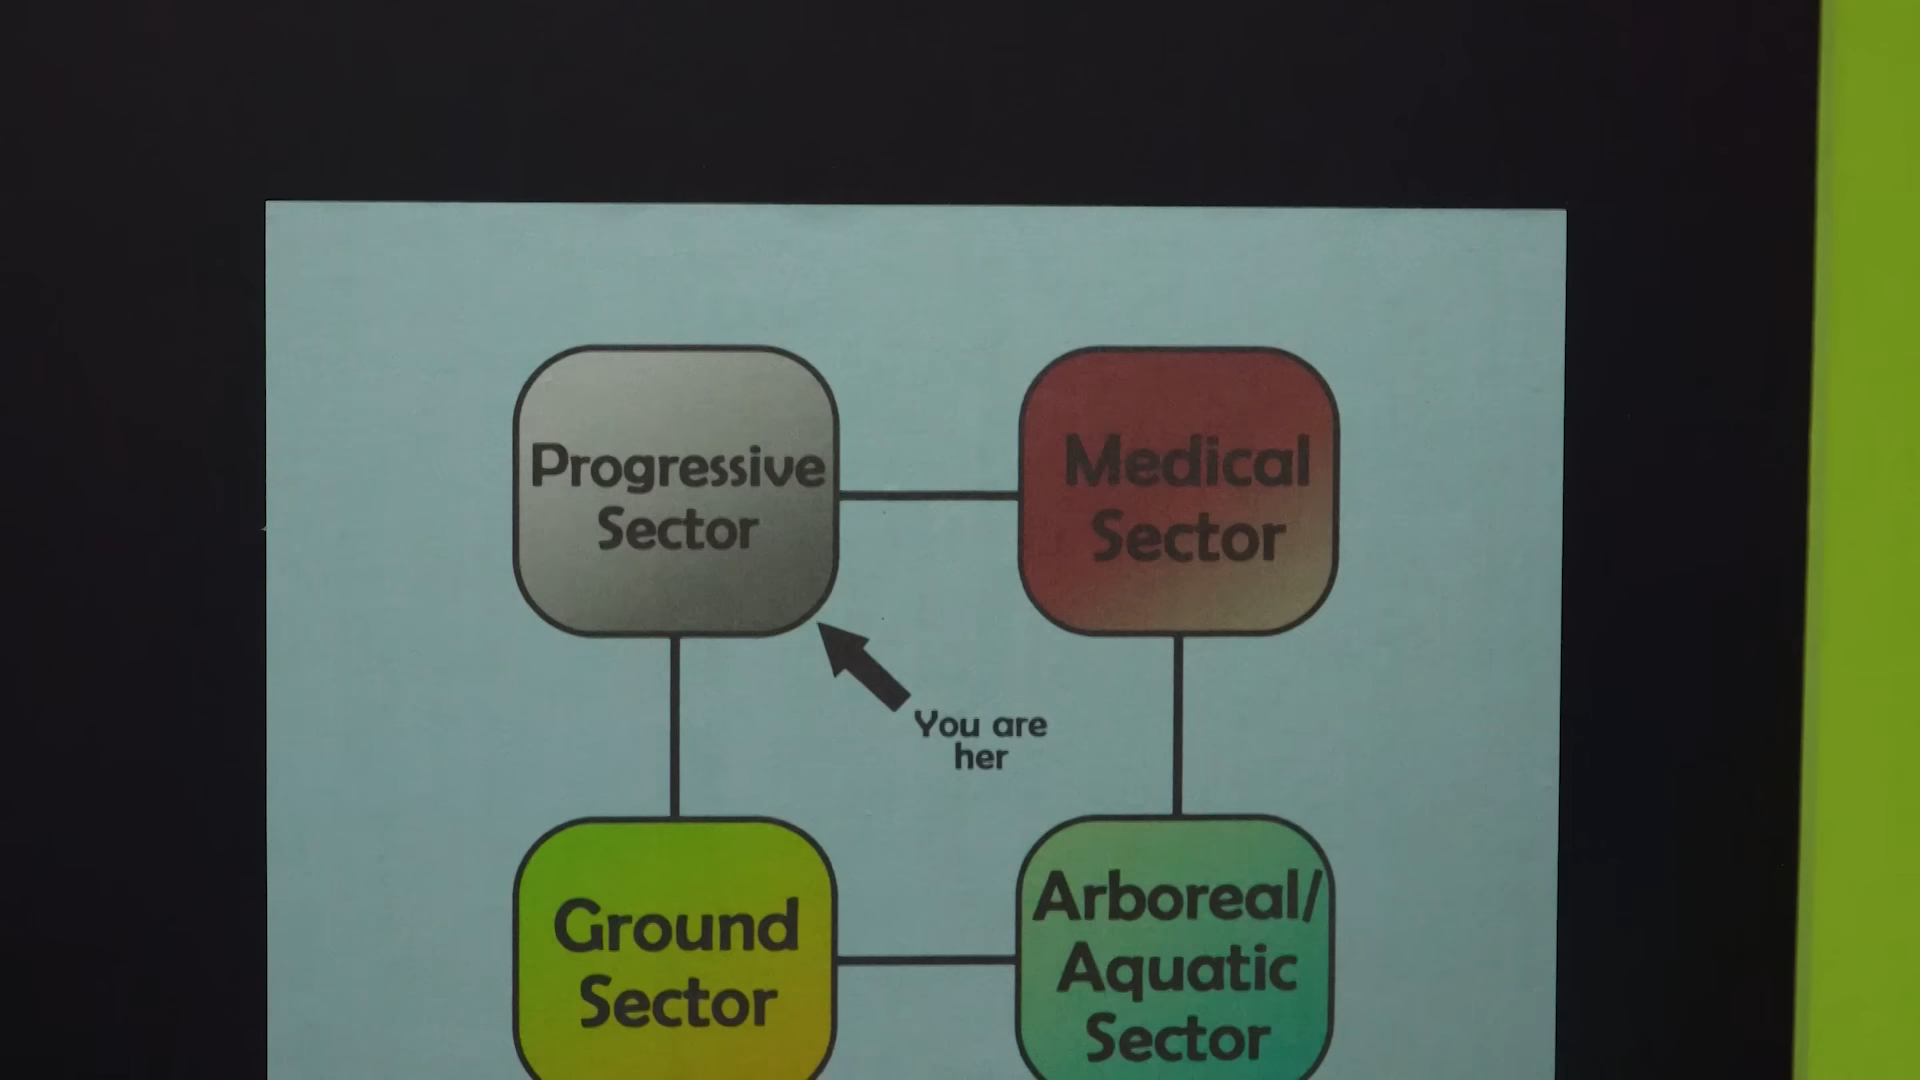 Progressive
Sector
Medical
Sector
You are
her
Ground
Sector
Arboreal/
Aquatic
Sector